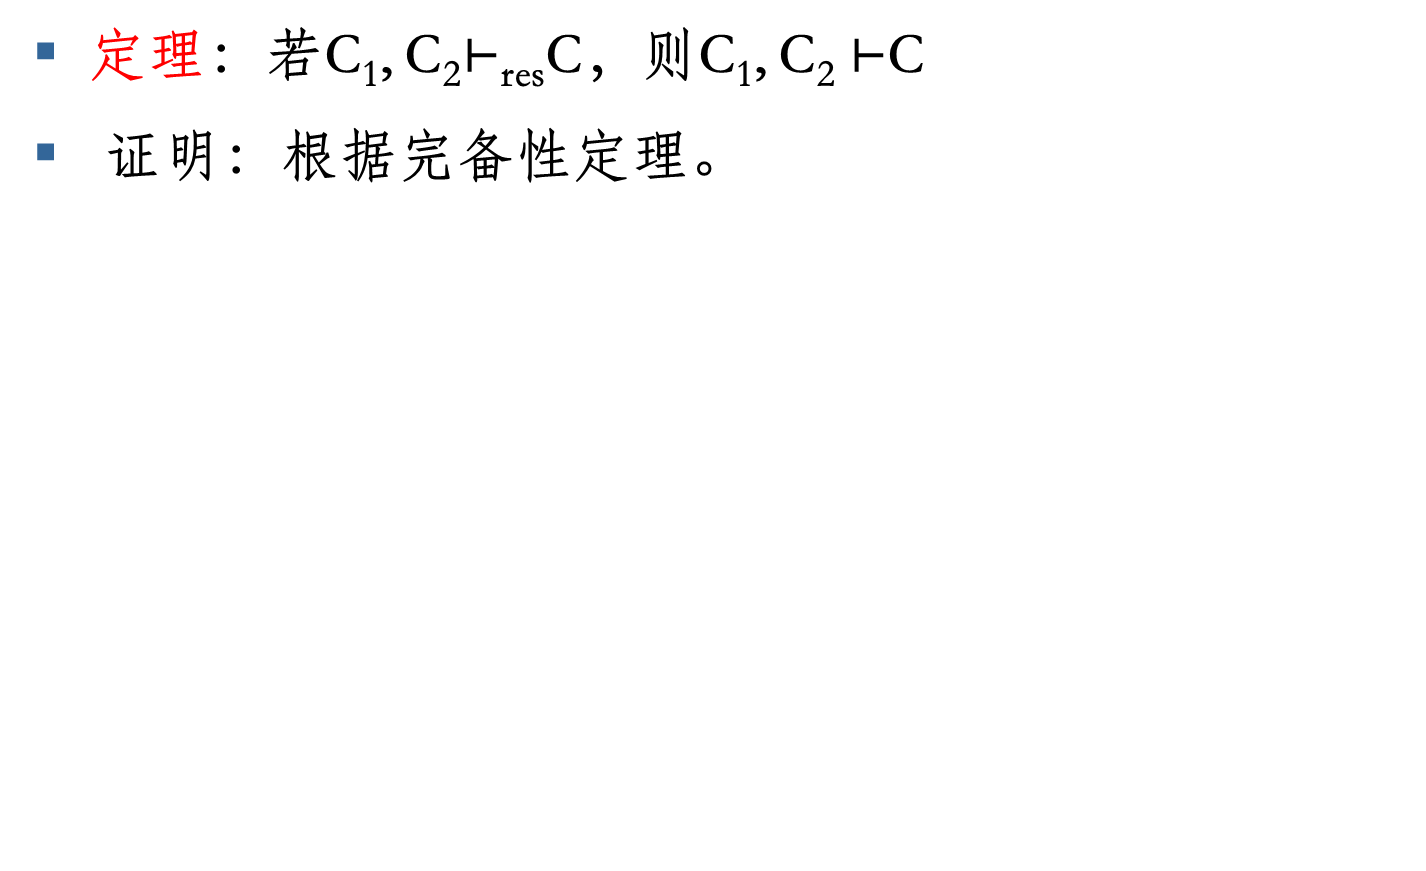 ▪ 定理：若C₁, C₂⊢resC，则C₁, C₂ ⊢C
▪ 证明：根据完备性定理。